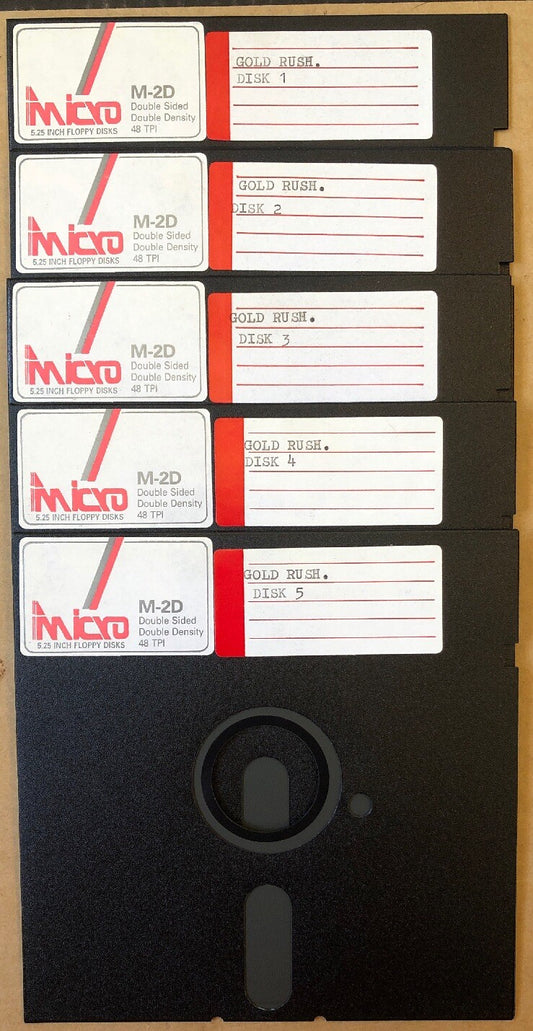 Micro
5.25 INCH FLOPPY DISKS
M-2D
Double Sided
Double Density
48 TPI
GOLD RUSH.
DISK 1
Micro
5.25 INCH FLOPPY DISKS
M-2D
Double Sided
Double Density
48 TPI
GOLD RUSH.
DISK 2
Micro
5.25 INCH FLOPPY DISKS
M-2D
Double Sided
Double Density
48 TPI
GOLD RUSH.
DISK 3
Micro
5.25 INCH FLOPPY DISKS
M-2D
Double Sided
Double Density
48 TPI
GOLD RUSH.
DISK 4
Micro
5.25 INCH FLOPPY DISKS
M-2D
Double Sided
Double Density
48 TPI
GOLD RUSH.
DISK 5